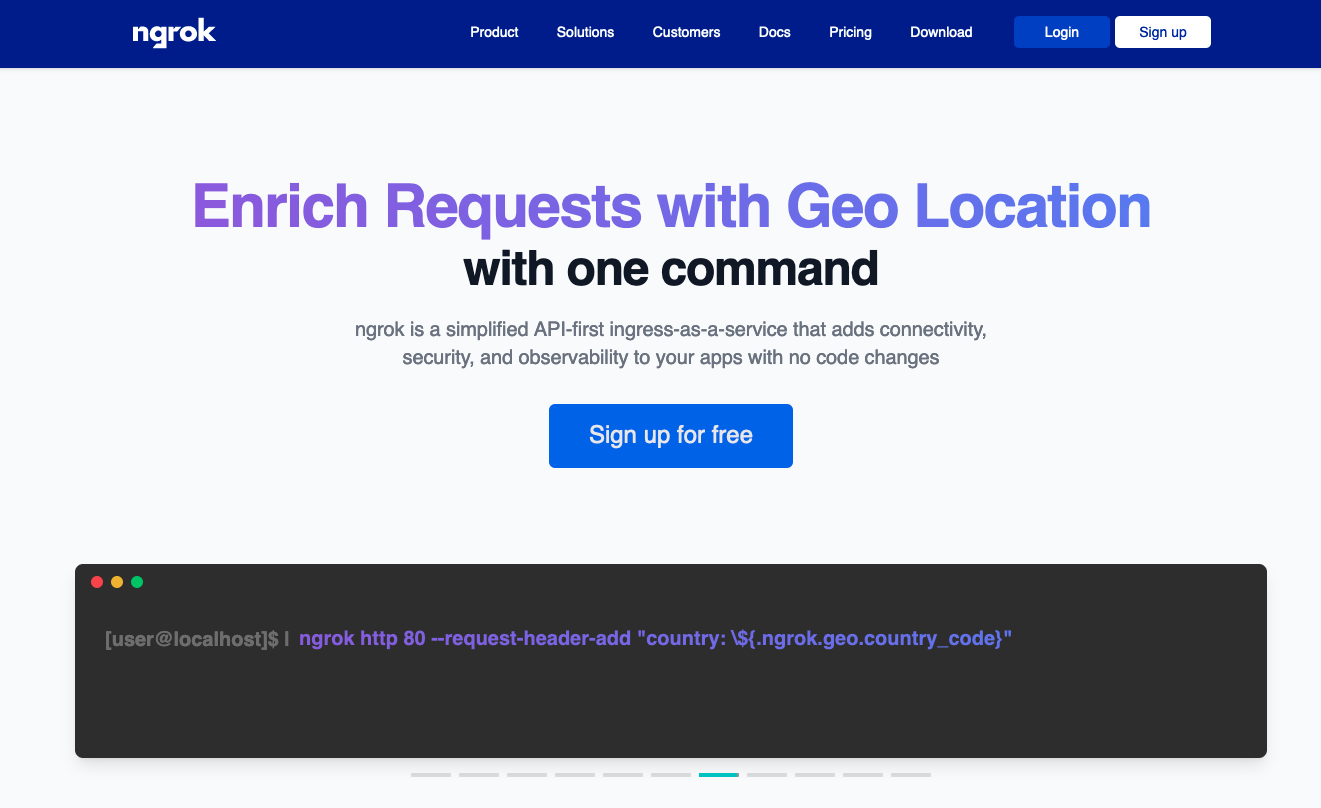 ngrok
Product Solutions Customers Docs Pricing Download Login Sign up
Enrich Requests with Geo Location
with one command
ngrok is a simplified API-first ingress-as-a-service that adds connectivity,
security, and observability to your apps with no code changes
Sign up for free
[user@localhost]$ | ngrok http 80 --request-header-add "country: \${.ngrok.geo.country_code}"